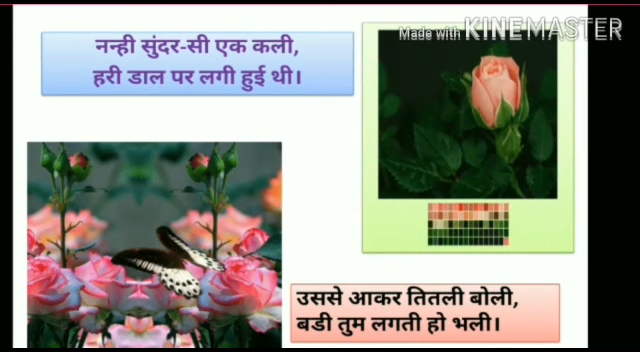 Made with KINEMASTER
नन्ही सुंदर-सी एक कली,
हरी डाल पर लगी हुई थी।
उससे आकर तितली बोली,
बडी तुम लगती हो भली।